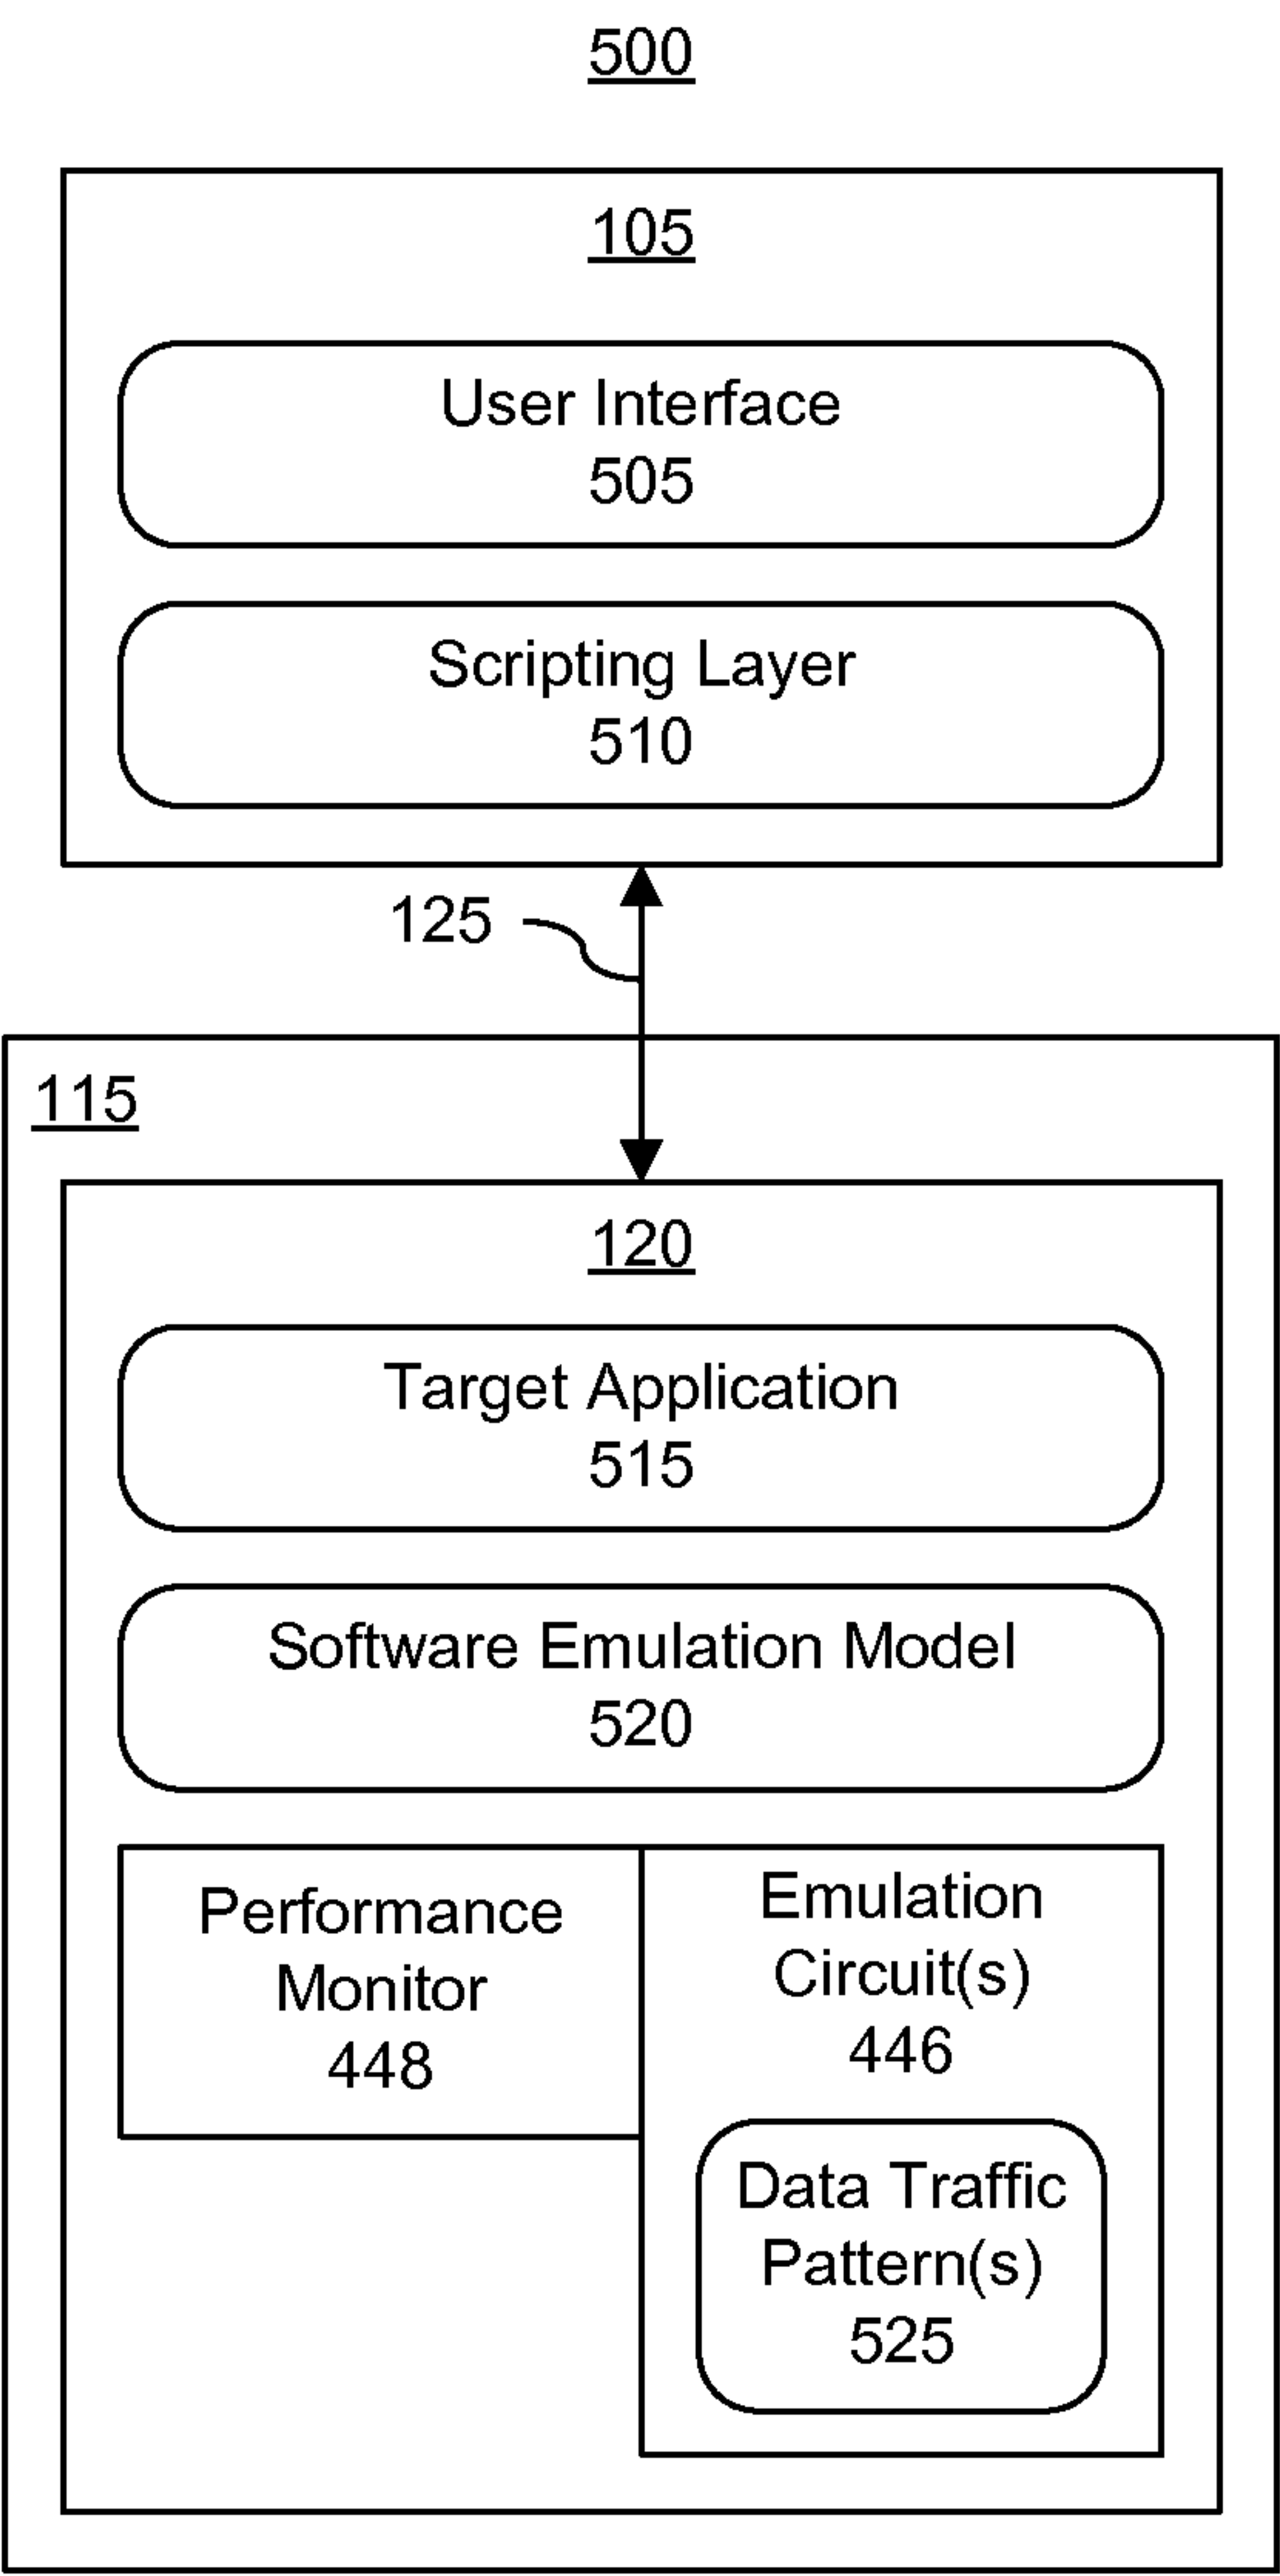 500
105
User Interface
505
Scripting Layer
510
125
115
120
Target Application
515
Software Emulation Model
520
Performance
Monitor
448
Emulation
Circuit(s)
446
Data Traffic
Pattern(s)
525